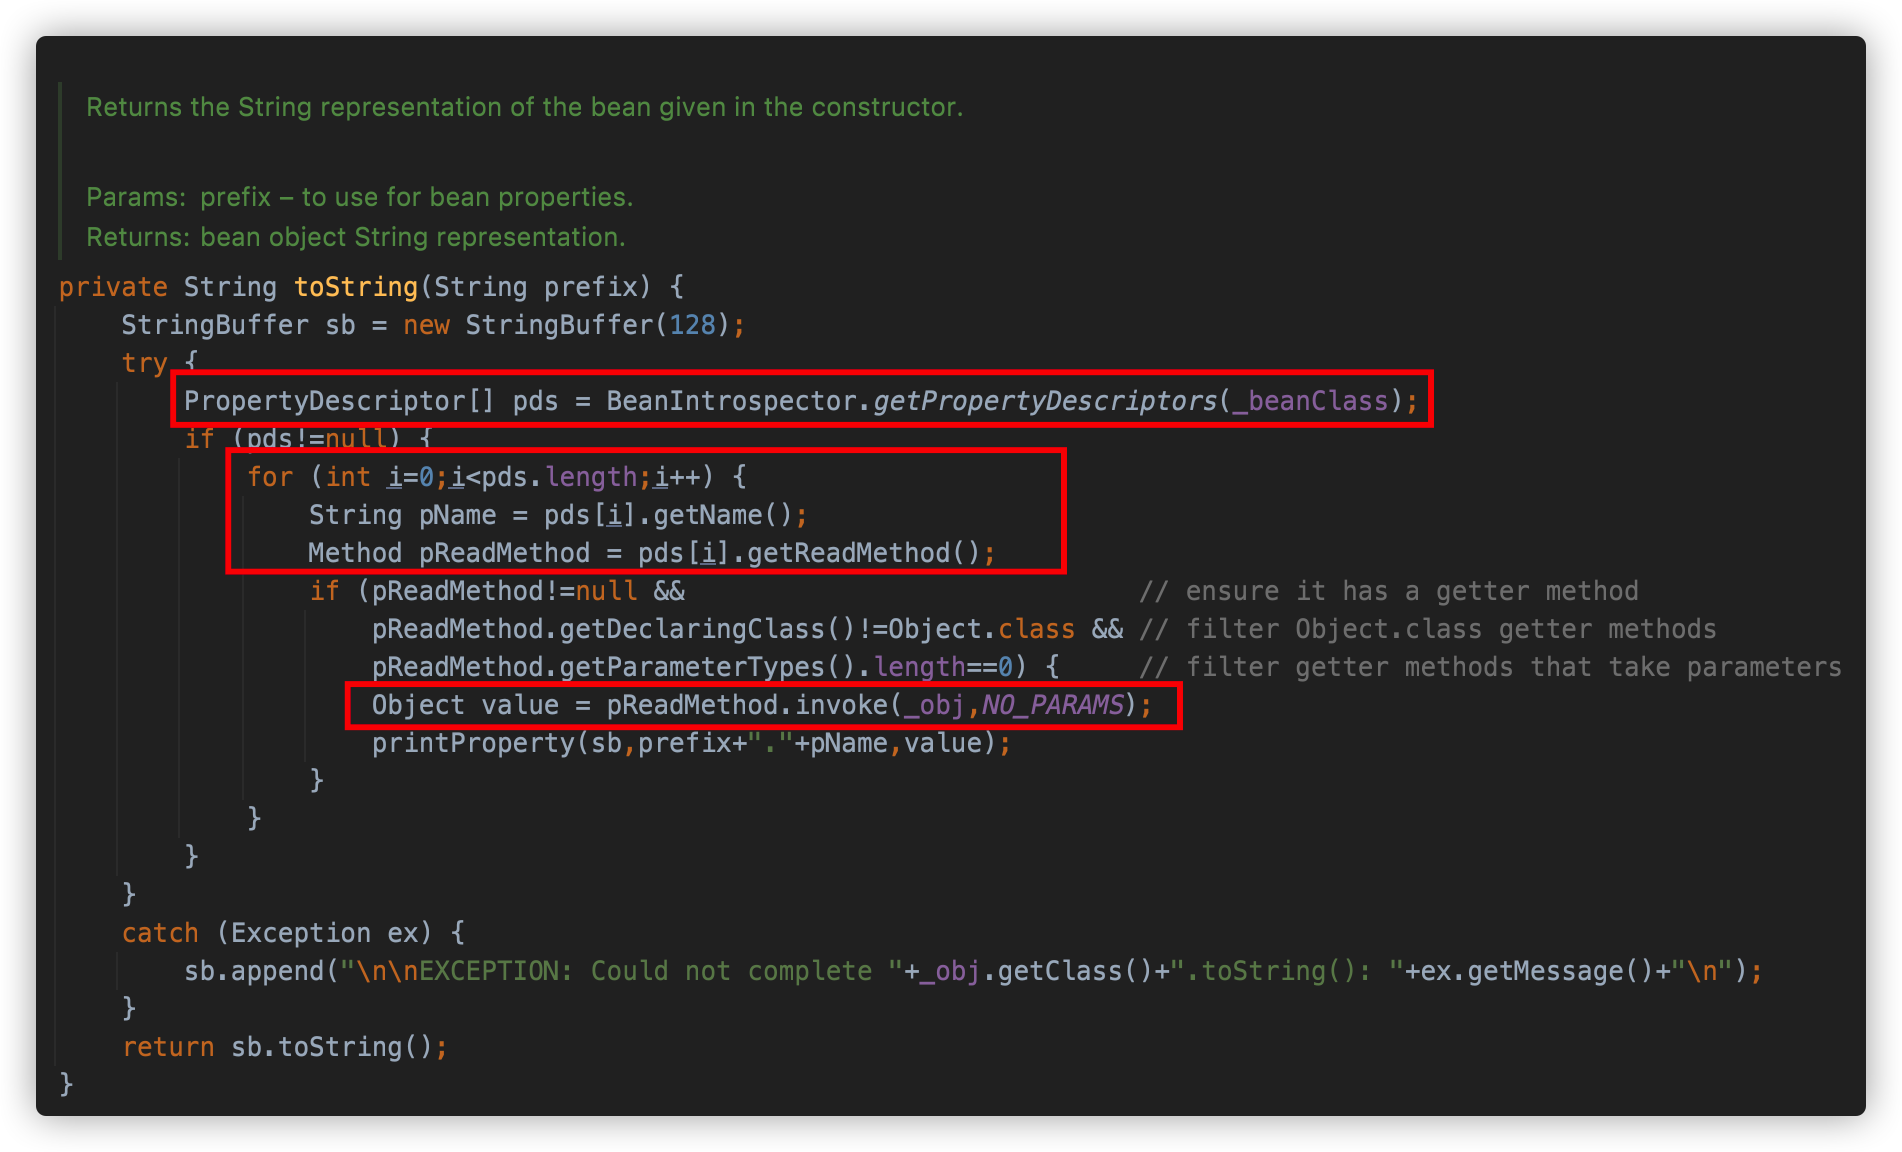 Returns the String representation of the bean given in the constructor.
Params: prefix – to use for bean properties.
Returns: bean object String representation.
private String toString(String prefix) {
    StringBuffer sb = new StringBuffer(128);
    try {
        PropertyDescriptor[] pds = BeanIntrospector.getPropertyDescriptors(_beanClass);
        if (pds!=null) {
            for (int i=0;i<pds.length;i++) {
                String pName = pds[i].getName();
                Method pReadMethod = pds[i].getReadMethod();
                if (pReadMethod!=null &&                             // ensure it has a getter method
                    pReadMethod.getDeclaringClass()!=Object.class && // filter Object.class getter methods
                    pReadMethod.getParameterTypes().length==0) {     // filter getter methods that take parameters
                    Object value = pReadMethod.invoke(_obj,NO_PARAMS);
                    printProperty(sb,prefix+"."+pName,value);
                }
            }
        }
    }
    catch (Exception ex) {
        sb.append("\n\nEXCEPTION: Could not complete "+_obj.getClass()+".toString(): "+ex.getMessage()+"\n");
    }
    return sb.toString();
}